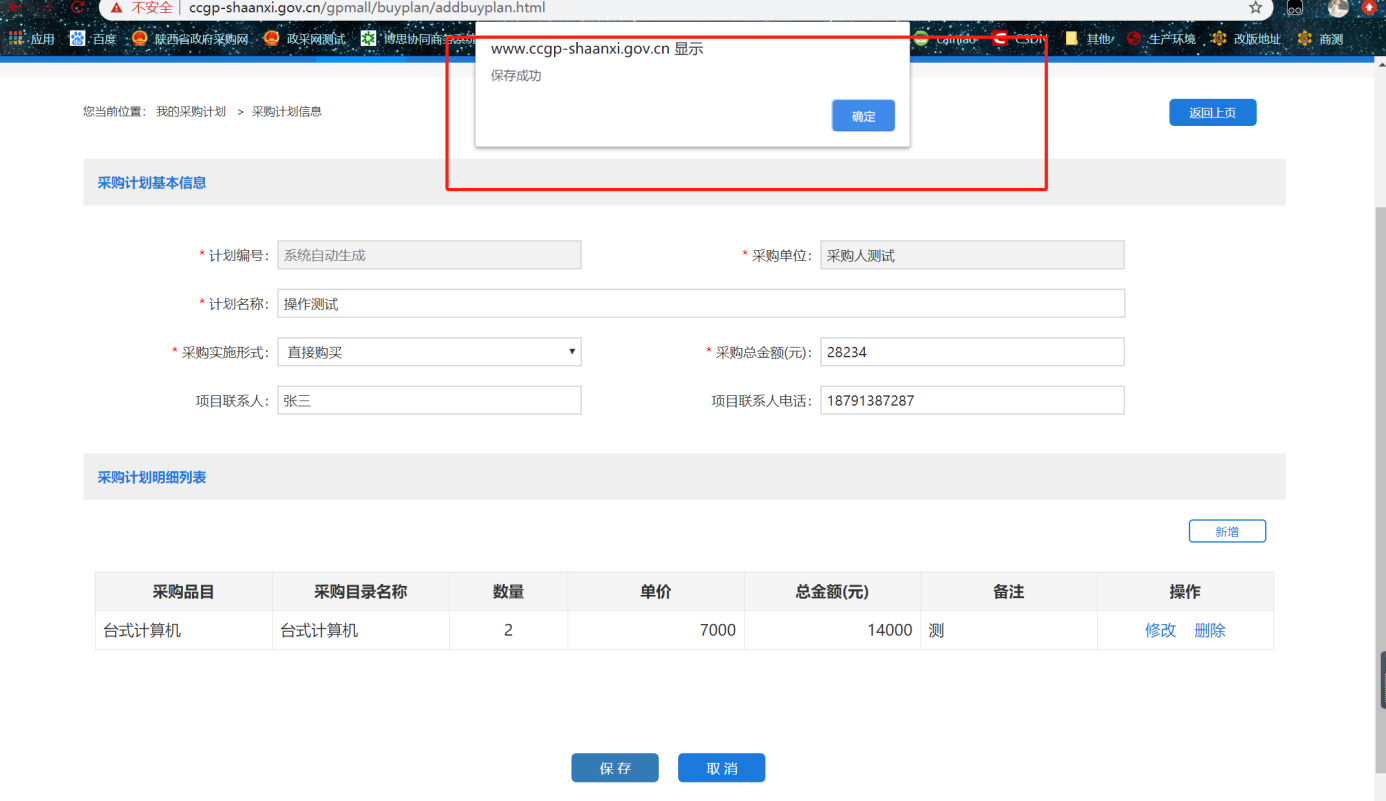 不安全 ccgp-shaanxi.gov.cn/gpmall/buyplan/addbuyplan.html
应用 百度 陕西省政府采购网 政采网测试 博思协同商务 CSDN 其他 生产环境 改版地址 商测
www.ccgp-shaanxi.gov.cn 显示
保存成功
确定
您当前位置: 我的采购计划 > 采购计划信息 返回上页
采购计划基本信息
* 计划编号: 系统自动生成 * 采购单位: 采购人测试
* 计划名称: 操作测试
* 采购实施形式: 直接购买 * 采购总金额(元): 28234
项目联系人: 张三 项目联系人电话: 18791387287
采购计划明细列表
新增
采购品目 采购目录名称 数量 单价 总金额(元) 备注 操作
台式计算机 台式计算机 2 7000 14000 测 修改 删除
保 存 取 消